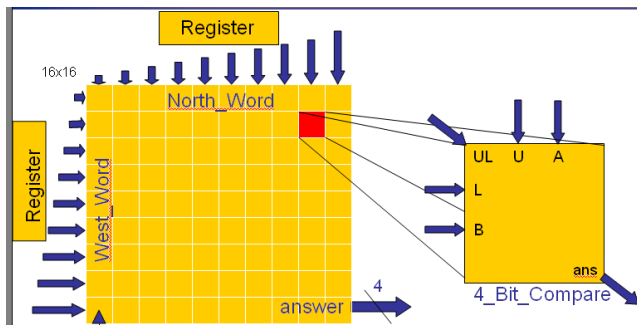 Register
16x16
North_Word
Register
West_Word
UL U A
L
B
ans
4_Bit_Compare
answer
4